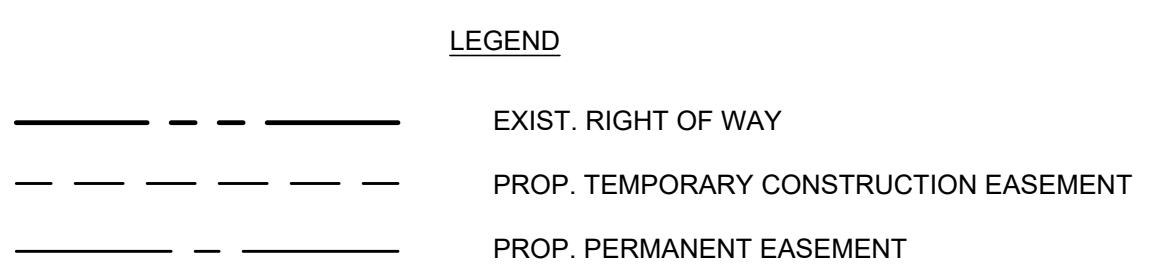 LEGEND
EXIST. RIGHT OF WAY
PROP. TEMPORARY CONSTRUCTION EASEMENT
PROP. PERMANENT EASEMENT